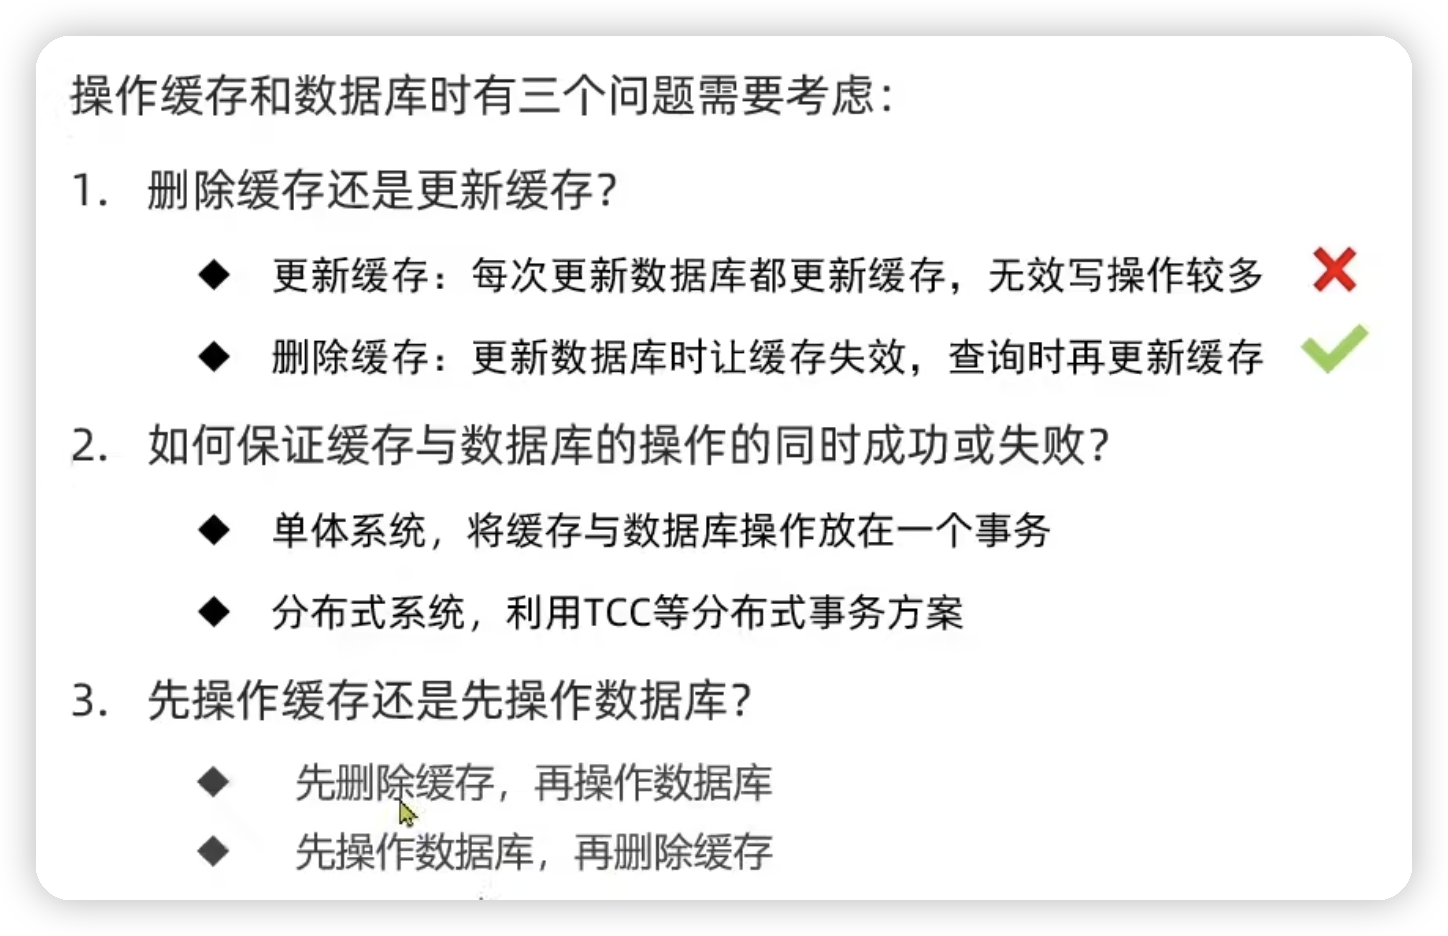 操作缓存和数据库时有三个问题需要考虑：
1. 删除缓存还是更新缓存？
◆ 更新缓存：每次更新数据库都更新缓存，无效写操作较多
◆ 删除缓存：更新数据库时让缓存失效，查询时再更新缓存
2. 如何保证缓存与数据库的操作的同时成功或失败？
◆ 单体系统，将缓存与数据库操作放在一个事务
◆ 分布式系统，利用TCC等分布式事务方案
3. 先操作缓存还是先操作数据库？
◆ 先删除缓存，再操作数据库
◆ 先操作数据库，再删除缓存